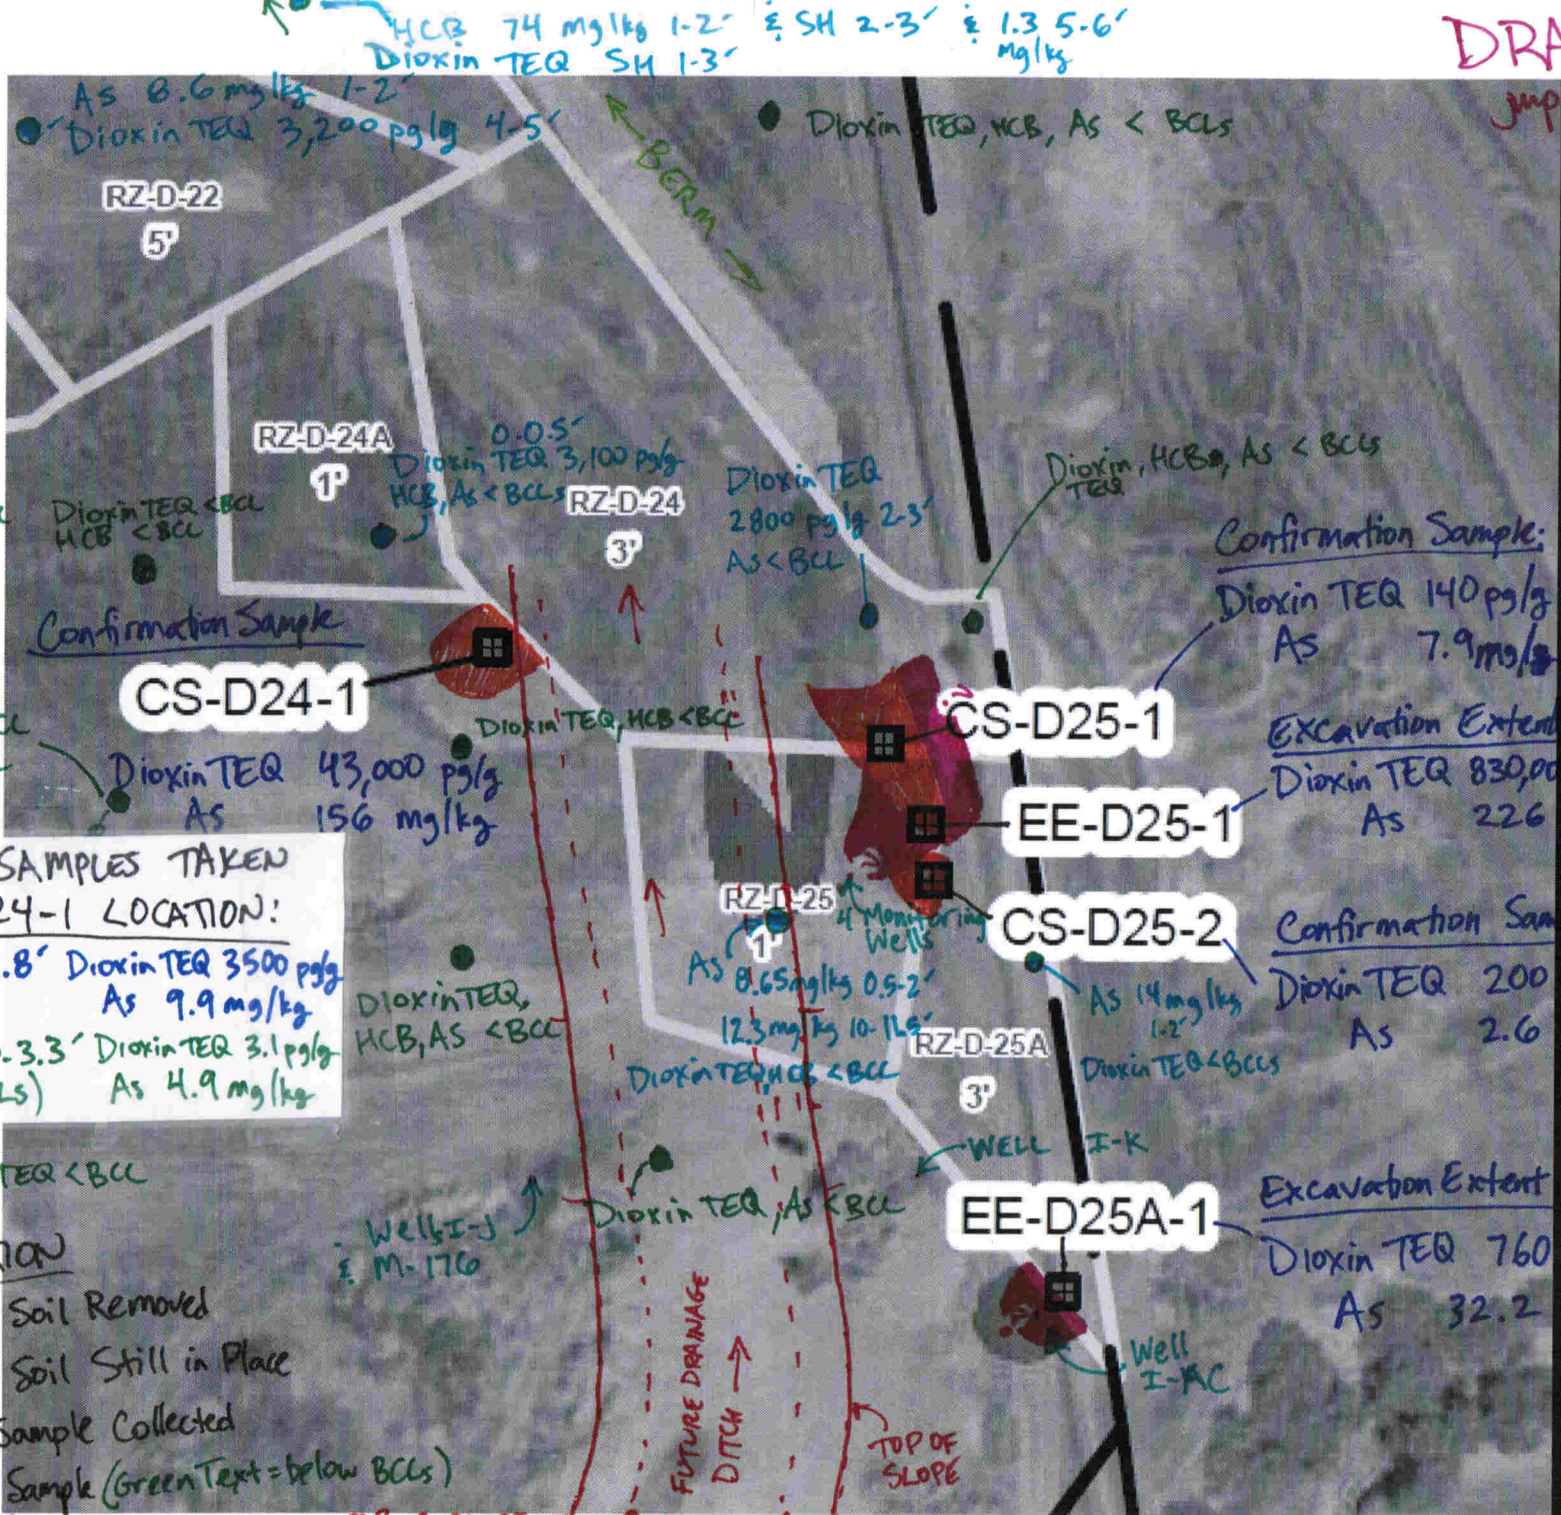 HCB 74 mg/kg 1-2' & SH 2-3' & 1.3 5-6'
mg/kg
Dioxin TEQ SH 1-3'
DRA
As 8.6 mg/kg 1-2'
Dioxin TEQ 3,200 pg/g 4-5'
Dioxin TEQ, HCB, As < BCLs
BERM
RZ-D-22
5'
RZ-D-24A
1'
0-0.5'
Dioxin TEQ 3,100 pg/g
HCB, As < BCLs
RZ-D-24
3'
Dioxin TEQ
2800 pg/g 2-3'
As < BCL
Dioxin, HCB, As < BCLs
TEQ
Dioxin TEQ < BCL
HCB < BCL
Confirmation Sample:
Dioxin TEQ 140 pg/g
As 7.9 mg/
Confirmation Sample
CS-D24-1
Dioxin TEQ, HCB < BCL
Dioxin TEQ 43,000 pg/g
As 156 mg/kg
CS-D25-1
Excavation Extent
Dioxin TEQ 830,00
As 226
EE-D25-1
SAMPLES TAKEN
24-1 LOCATION:
.8' Dioxin TEQ 3500 pg/g
As 9.9 mg/kg
-3.3' Dioxin TEQ 3.1 pg/g
LS) As 4.9 mg/kg
Dioxin TEQ,
HCB, As < BCL
RZ-D-25
1'
As
8.65 mg/kg 0.5-2'
12.3 mg/kg 10-11.5'
Dioxin TEQ, HCB < BCL
4 Monitoring
Wells
CS-D25-2
Confirmation Sam
Dioxin TEQ 200
As 2.6
As 14 mg/kg
1-2'
Dioxin TEQ < BCLs
RZ-D-25A
3'
WELL I-K
TEQ < BCL
Wells I-J
& M-176
Dioxin TEQ, As < BCL
EE-D25A-1
Excavation Extent
Dioxin TEQ 760
As 32.2
Well
I-AC
TION
Soil Removed
Soil Still in Place
Sample Collected
Sample (Green Text = below BCLs)
FUTURE DRAINAGE
DITCH
TOP OF
SLOPE